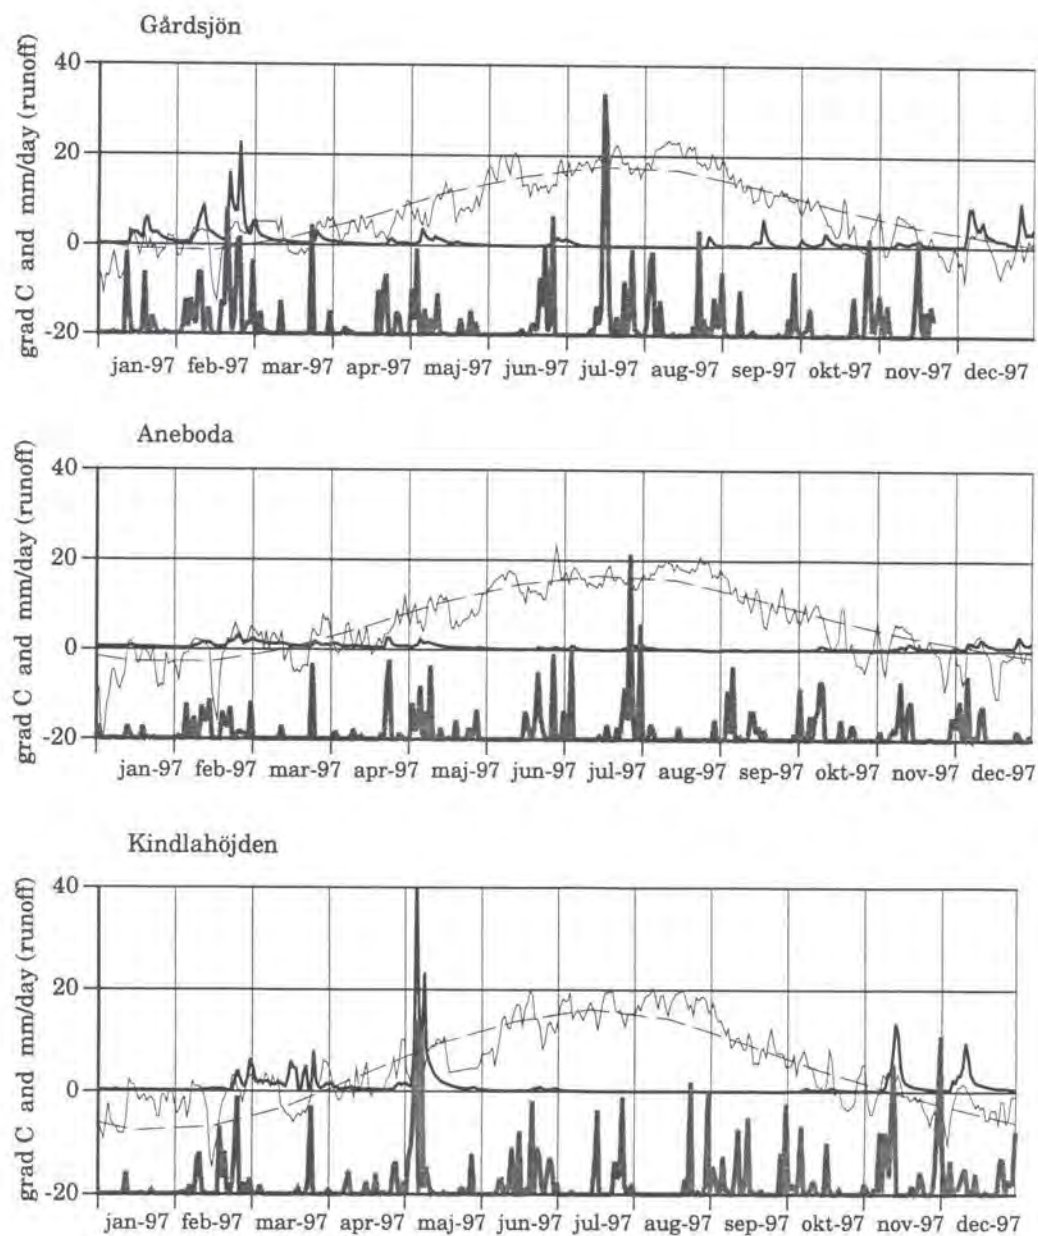 Gårdsjön
grad C and mm/day (runoff)
40
20
0
-20
jan-97 feb-97 mar-97 apr-97 maj-97 jun-97 jul-97 aug-97 sep-97 okt-97 nov-97 dec-97
Aneboda
grad C and mm/day (runoff)
40
20
0
-20
jan-97 feb-97 mar-97 apr-97 maj-97 jun-97 jul-97 aug-97 sep-97 okt-97 nov-97 dec-97
Kindlahöjden
grad C and mm/day (runoff)
40
20
0
-20
jan-97 feb-97 mar-97 apr-97 maj-97 jun-97 jul-97 aug-97 sep-97 okt-97 nov-97 dec-97